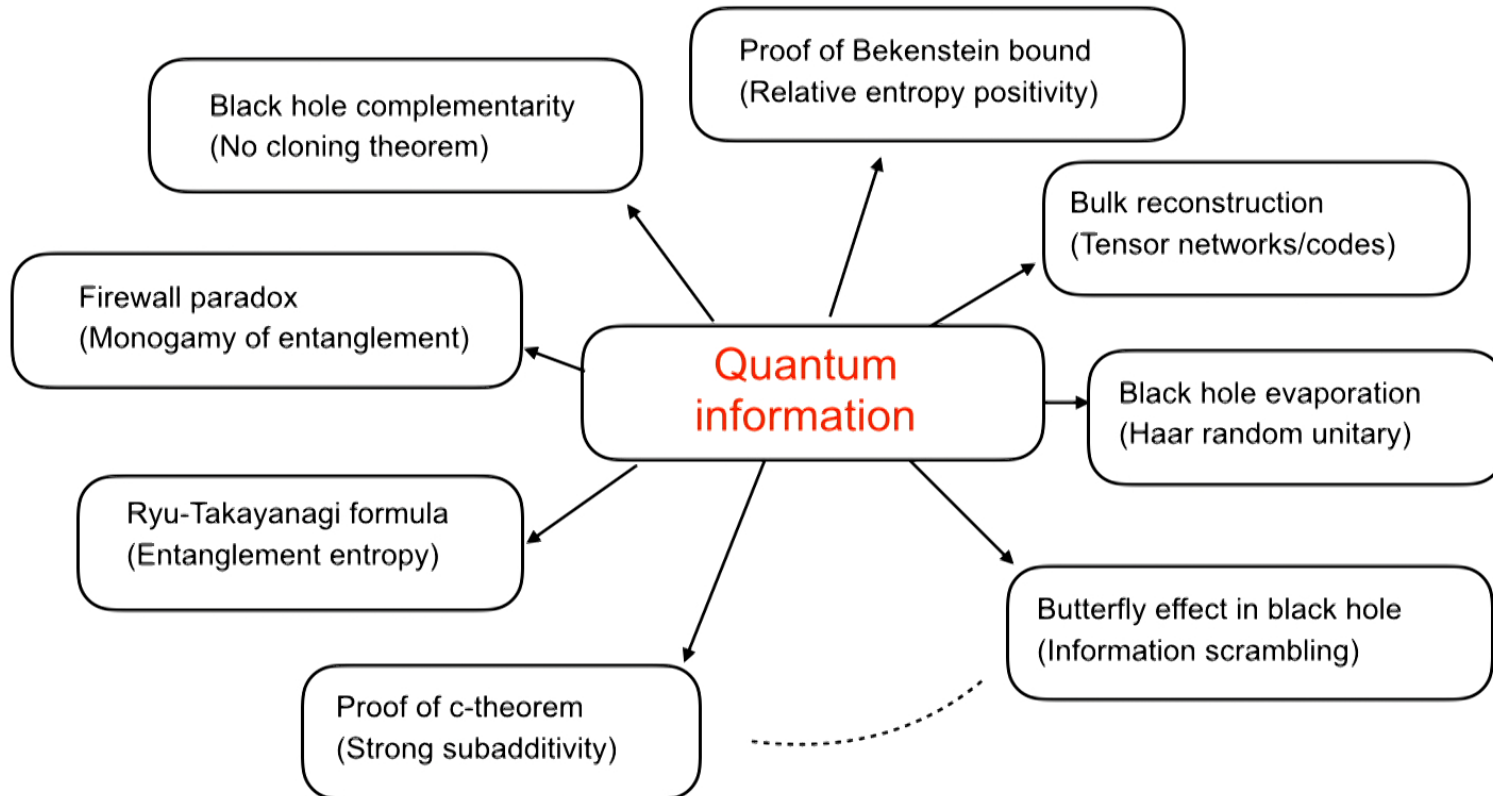 Proof of Bekenstein bound
(Relative entropy positivity)
Black hole complementarity
(No cloning theorem)
Bulk reconstruction
(Tensor networks/codes)
Firewall paradox
(Monogamy of entanglement)
Quantum
information
Black hole evaporation
(Haar random unitary)
Ryu-Takayanagi formula
(Entanglement entropy)
Butterfly effect in black hole
(Information scrambling)
Proof of c-theorem
(Strong subadditivity)